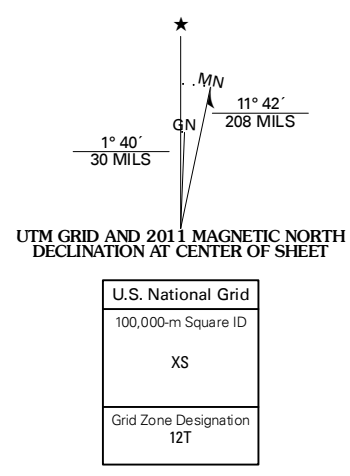 ★
MN
11° 42´
208 MILS
GN
1° 40´
30 MILS
UTM GRID AND 2011 MAGNETIC NORTH
DECLINATION AT CENTER OF SHEET
U.S. National Grid
100,000-m Square ID
XS
Grid Zone Designation
12T